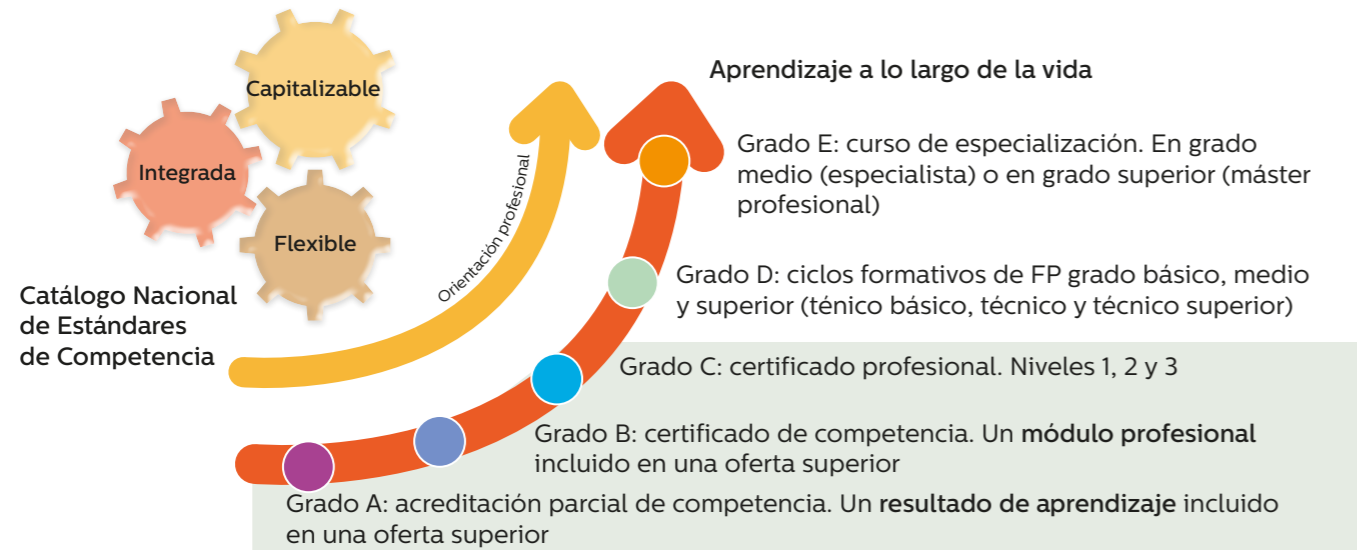 Capitalizable
Integrada
Flexible
Catálogo Nacional
de Estándares
de Competencia
Orientación profesional
Aprendizaje a lo largo de la vida
Grado E: curso de especialización. En grado
medio (especialista) o en grado superior (máster
profesional)
Grado D: ciclos formativos de FP grado básico, medio
y superior (ténico básico, técnico y técnico superior)
Grado C: certificado profesional. Niveles 1, 2 y 3
Grado B: certificado de competencia. Un módulo profesional
incluido en una oferta superior
Grado A: acreditación parcial de competencia. Un resultado de aprendizaje incluido
en una oferta superior